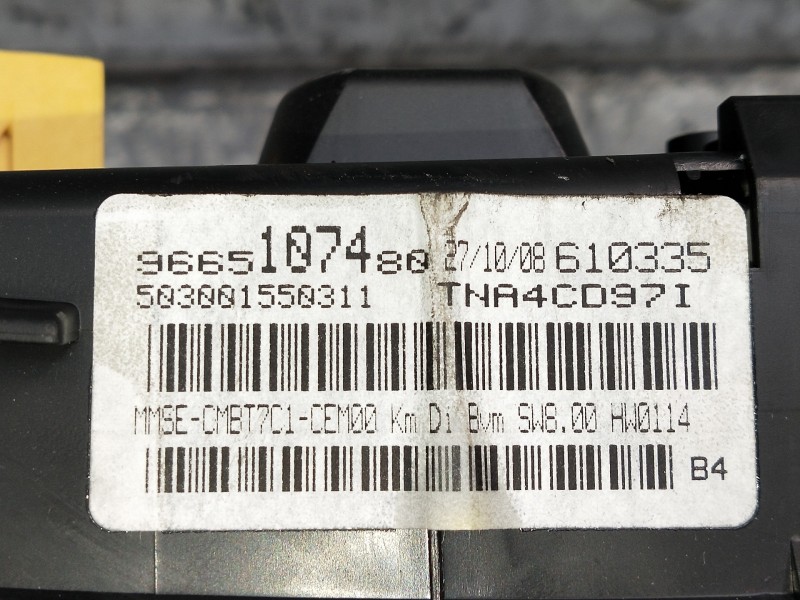 9665107480 27/10/08 610335
503001550311 TNA4CD97I
MMSE-CMBT7C1-CEM00 Km Di Bvm SW8.00 HW0114
B4